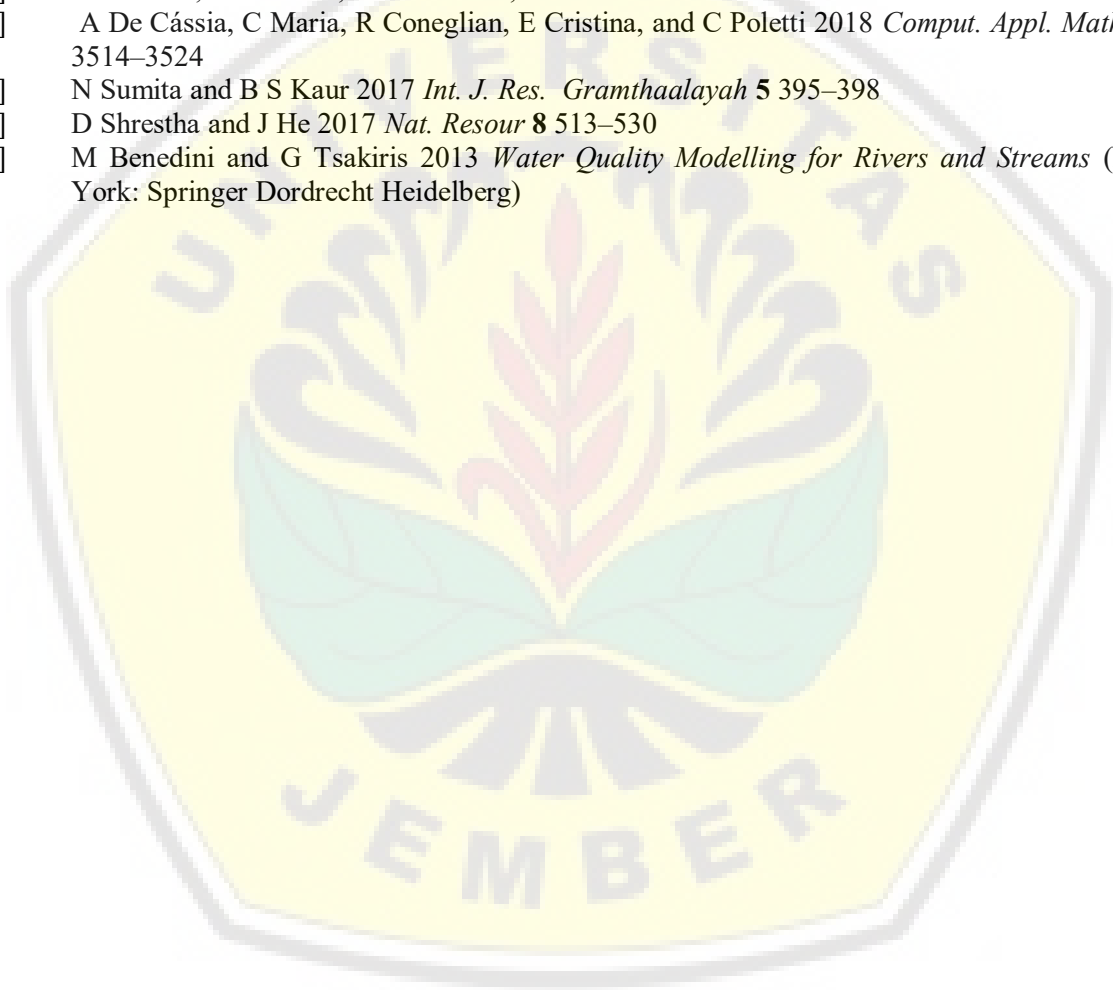 ]
A De Cássia, C Maria, R Coneglian, E Cristina, and C Poletti 2018 Comput. Appl. Math
3514–3524
] N Sumita and B S Kaur 2017 Int. J. Res. Gramthaalayah 5 395–398
] D Shrestha and J He 2017 Nat. Resour 8 513–530
] M Benedini and G Tsakiris 2013 Water Quality Modelling for Rivers and Streams (
York: Springer Dordrecht Heidelberg)
UNIVERSITAS
JEMBER